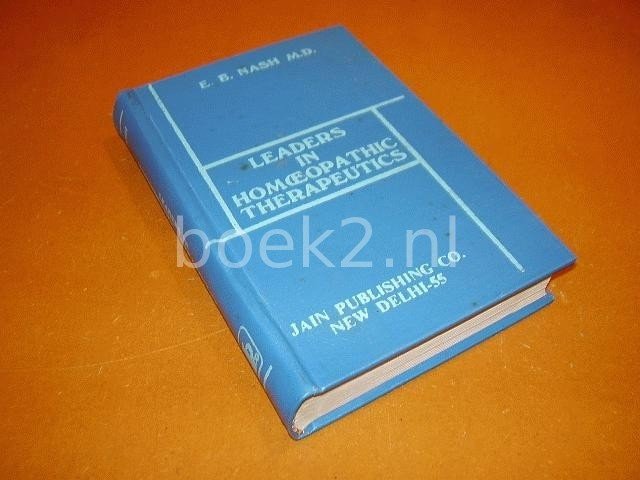 E. B. NASH M.D.
LEADERS
IN
HOMŒOPATHIC
THERAPEUTICS
boek2.nl
JAIN PUBLISHING CO.
NEW DELHI-55